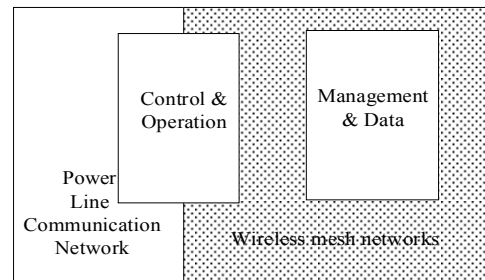 Control &
Operation
Management
& Data
Power
Line
Communication
Network
Wireless mesh networks